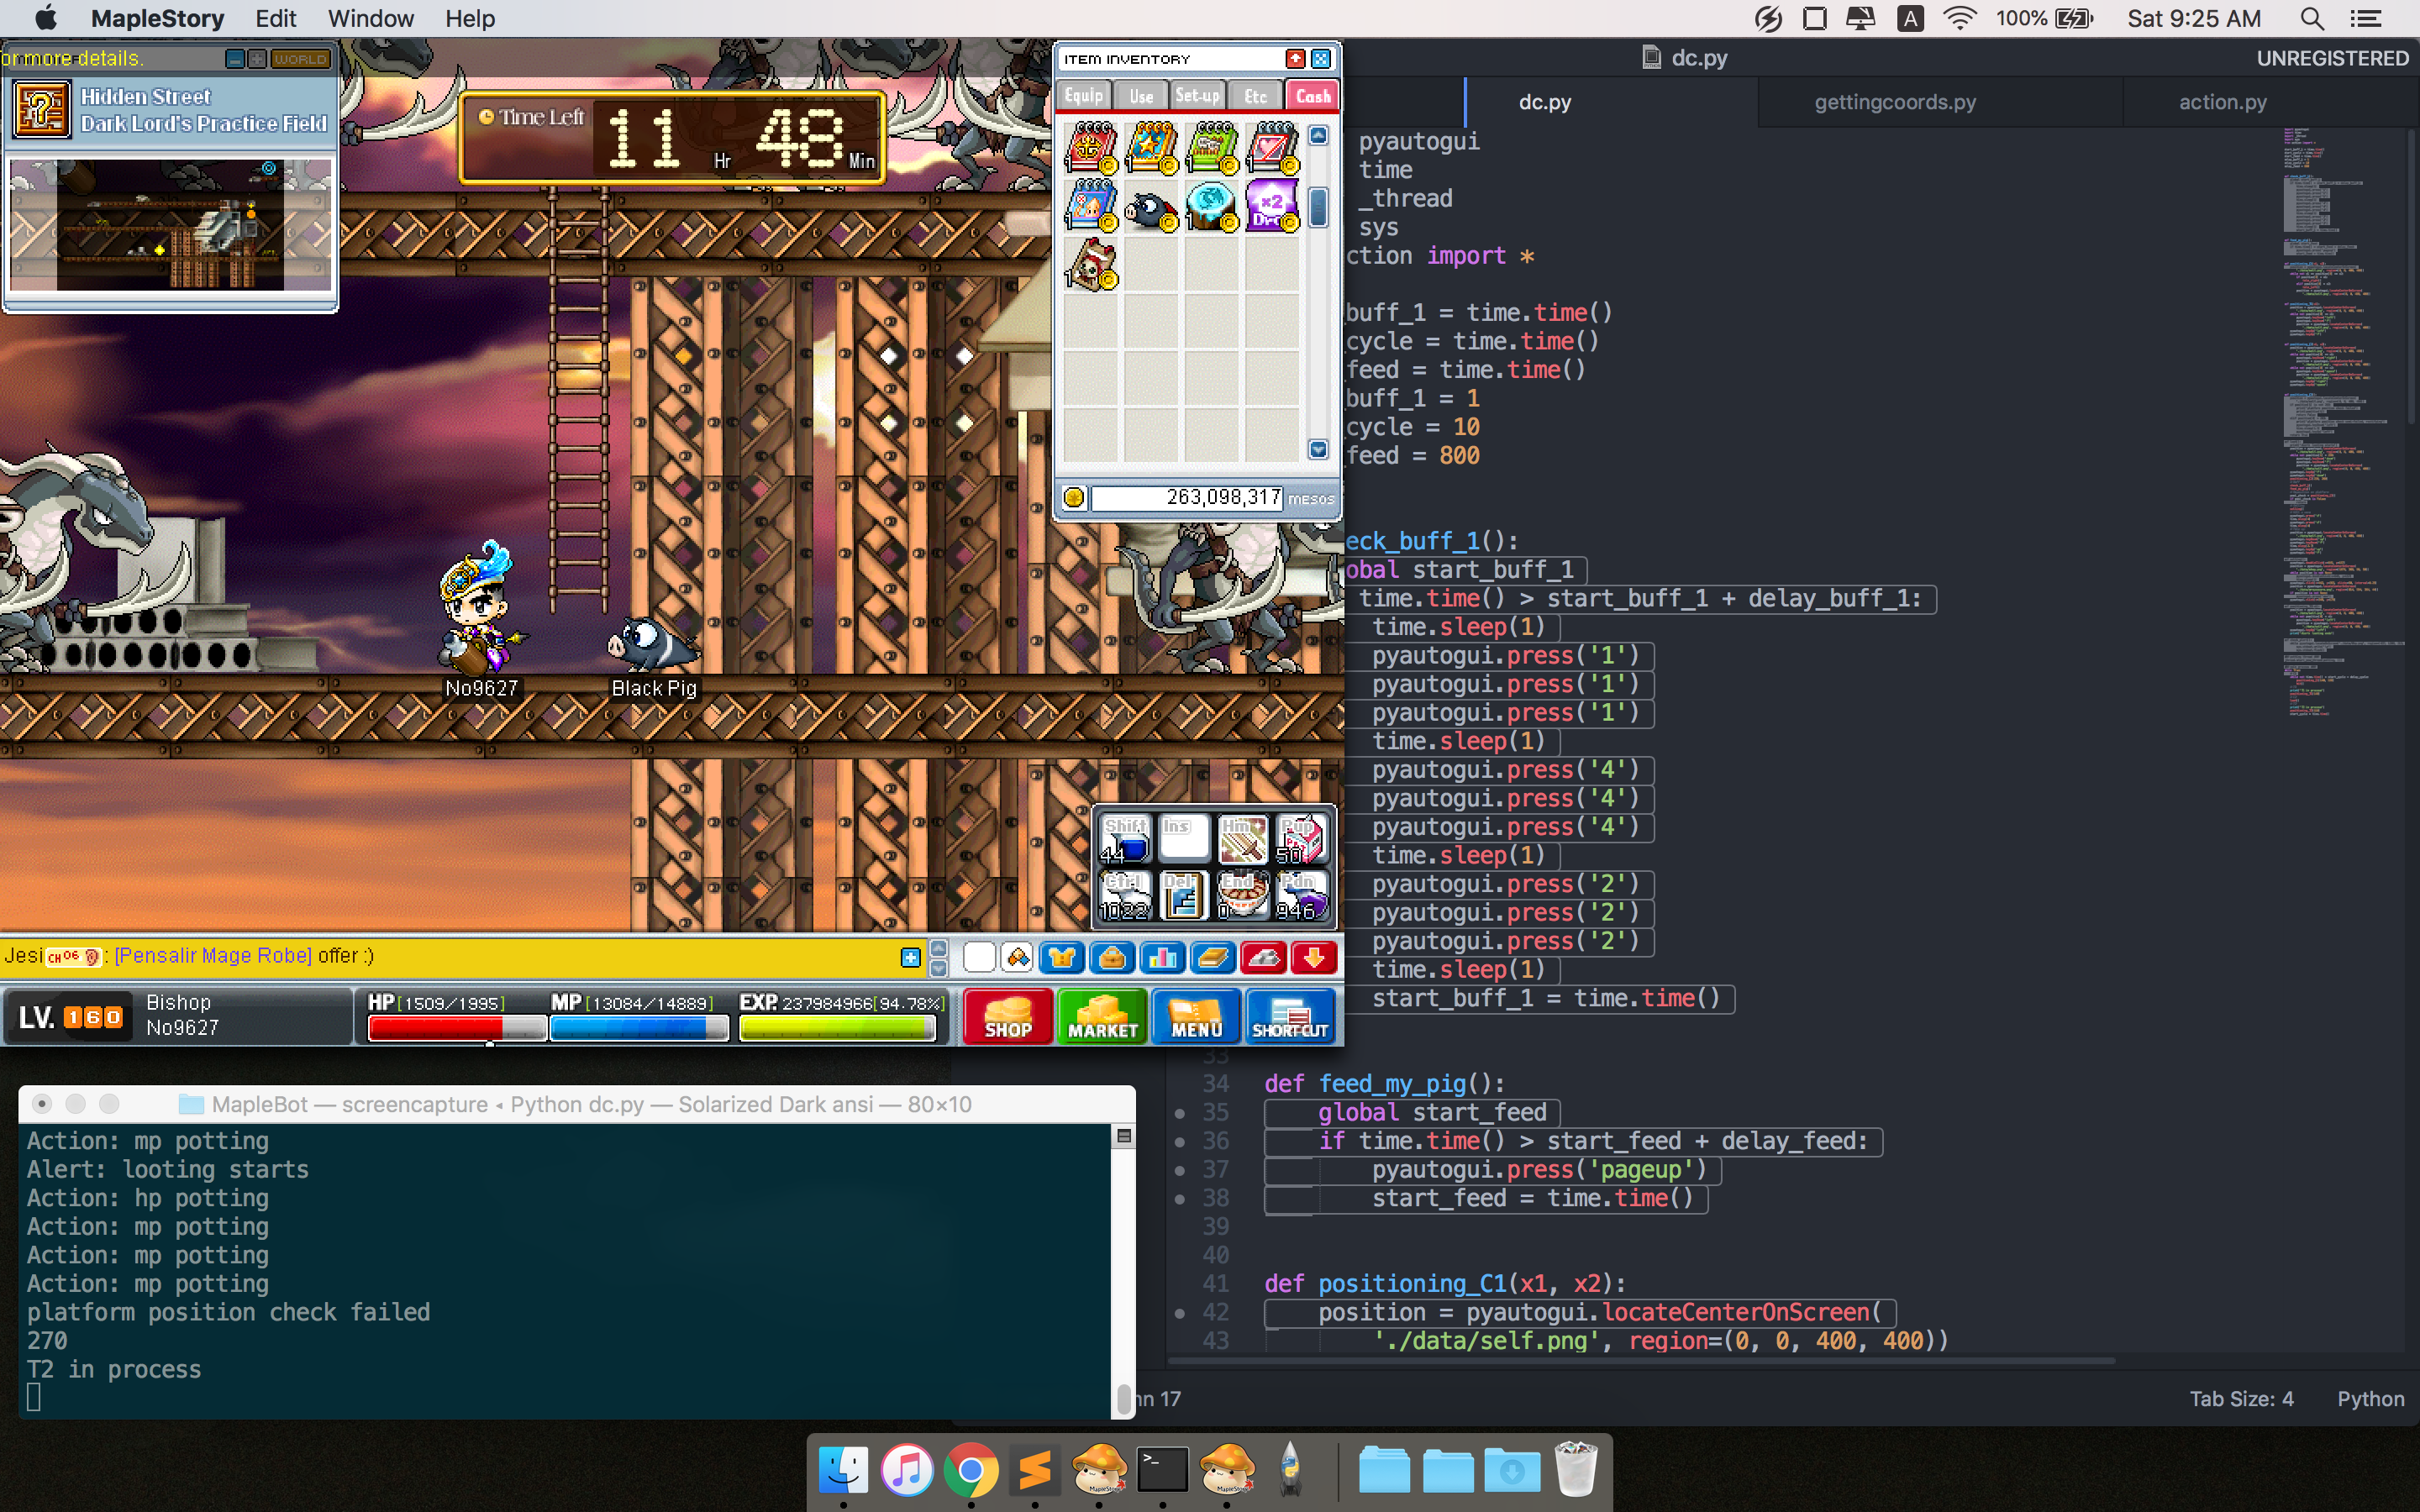 MapleStory Edit Window Help
100%
A
Sat 9:25 AM
or more details.
WORLD
Hidden Street
Dark Lord's Practice Field
Time Left 11 Hr 48 Min
ITEM INVENTORY
Equip Use Set-up Etc Cash
1
1
1
1
1
1
x2
1
263,098,317 MESOS
No9627
Black Pig
Shift Ins Hm Pup
44 50
Ctrl Del End Pdn
1022 0 946
Jesi CH06 : [Pensalir Mage Robe] offer :)
LV. 160
Bishop
No9627
HP[1509/1995] MP[13084/14889] EXP. 237984966[94.78%]
SHOP MARKET MENU SHORTCUT
dc.py
UNREGISTERED
dc.py gettingcoords.py action.py
pyautogui
time
_thread
sys
ction import *
buff_1 = time.time()
cycle = time.time()
feed = time.time()
buff_1 = 1
cycle = 10
feed = 800
eck_buff_1():
obal start_buff_1
time.time() > start_buff_1 + delay_buff_1:
time.sleep(1)
pyautogui.press('1')
pyautogui.press('1')
pyautogui.press('1')
time.sleep(1)
pyautogui.press('4')
pyautogui.press('4')
pyautogui.press('4')
time.sleep(1)
pyautogui.press('2')
pyautogui.press('2')
pyautogui.press('2')
time.sleep(1)
start_buff_1 = time.time()
33
34 def feed_my_pig():
35 global start_feed
36 if time.time() > start_feed + delay_feed:
37 pyautogui.press('pageup')
38 start_feed = time.time()
39
40
41 def positioning_C1(x1, x2):
42 position = pyautogui.locateCenterOnScreen(
43 './data/self.png', region=(0, 0, 400, 400))
nn 17
Tab Size: 4 Python
MapleBot — screencapture ◂ Python dc.py — Solarized Dark ansi — 80×10
Action: mp potting
Alert: looting starts
Action: hp potting
Action: mp potting
Action: mp potting
Action: mp potting
platform position check failed
270
T2 in process